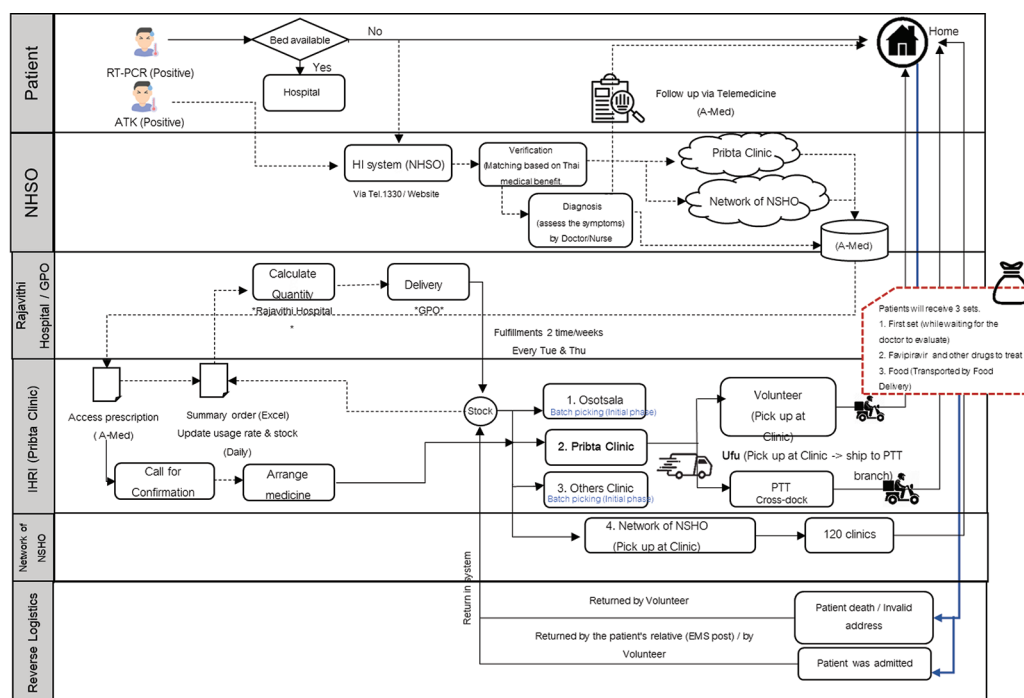 Patient
RT-PCR (Positive)
ATK (Positive)
Bed available
No
Yes
Hospital
Home
Follow up via Telemedicine
(A-Med)
NHSO
HI system (NHSO)
Via Tel.1330 / Website
Verification
(Matching based on Thai
medical benefit.
Diagnosis
(assess the symptoms)
by Doctor/Nurse
Pribta Clinic
Network of NSHO
(A-Med)
Rajavithi
Hospital / GPO
Calculate
Quantity
"Rajavithi Hospital
"
Delivery
"GPO"
Fulfillments 2 time/weeks
Every Tue & Thu
Patients will receive 3 sets.
1. First set (while waiting for the
doctor to evaluate)
2. Favipiravir and other drugs to treat
3. Food (Transported by Food
Delivery)
IHRI (Pribta Clinic)
Access prescription
( A-Med)
Summary order (Excel)
Update usage rate & stock
(Daily)
Call for
Confirmation
Arrange
medicine
Stock
1. Osotsala
Batch picking (Initial phase)
2. Pribta Clinic
3. Others Clinic
Batch picking (Initial phase)
Volunteer
(Pick up at
Clinic)
Ufu (Pick up at Clinic -> ship to PTT
branch)
PTT
Cross-dock
Network of
NSHO
4. Network of NSHO
(Pick up at Clinic)
120 clinics
Reverse Logistics
Return in system
Returned by Volunteer
Returned by the patient's relative (EMS post) / by
Volunteer
Patient death / Invalid
address
Patient was admitted